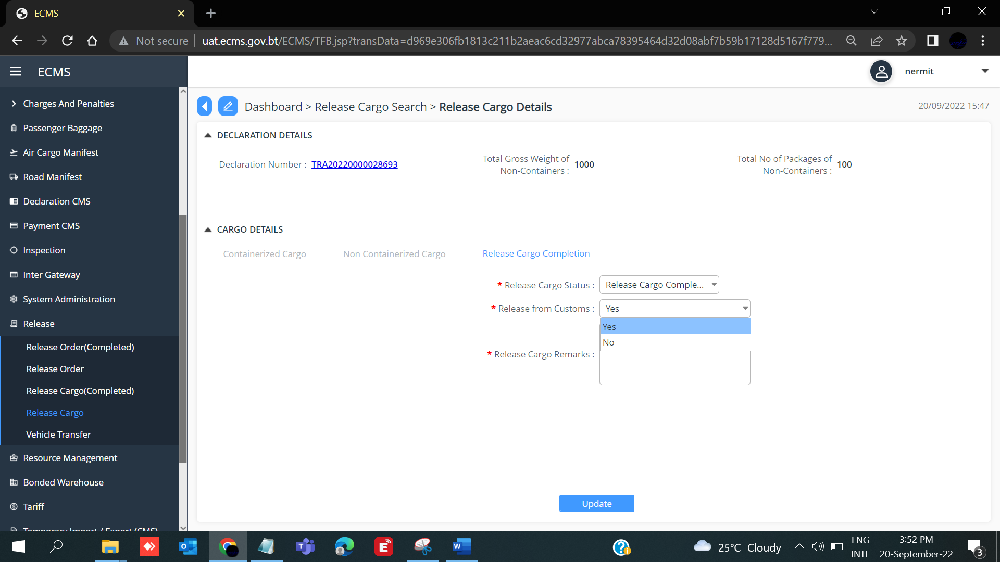 ECMS
Not secure
uat.ecms.gov.bt/ECMS/TFB.jsp?transData=d969e306fb1813c211b2aeac6cd32977abca78395464d32d08abf7b59b17128d5167f779...
ECMS
nermit
Charges And Penalties
Passenger Baggage
Air Cargo Manifest
Road Manifest
Declaration CMS
Payment CMS
Inspection
Inter Gateway
System Administration
Release
Release Order(Completed)
Release Order
Release Cargo(Completed)
Release Cargo
Vehicle Transfer
Resource Management
Bonded Warehouse
Tariff
Temporary Import / Export (CMS)
Dashboard > Release Cargo Search > Release Cargo Details
20/09/2022 15:47
DECLARATION DETAILS
Declaration Number : TRA20220000028693
Total Gross Weight of
Non-Containers : 1000
Total No of Packages of
Non-Containers : 100
CARGO DETAILS
Containerized Cargo
Non Containerized Cargo
Release Cargo Completion
* Release Cargo Status : Release Cargo Comple...
* Release from Customs : Yes
Yes
No
* Release Cargo Remarks :
Update
25°C Cloudy
ENG
INTL
3:52 PM
20-September-22
3